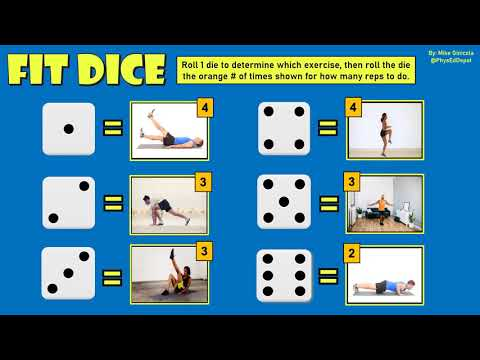 FIT DICE
Roll 1 die to determine which exercise, then roll the die
the orange # of times shown for how many reps to do.
By: Mike Ginicola
@PhysEdDepot
= 4
= 4
= 3
= 3
= 3
= 2